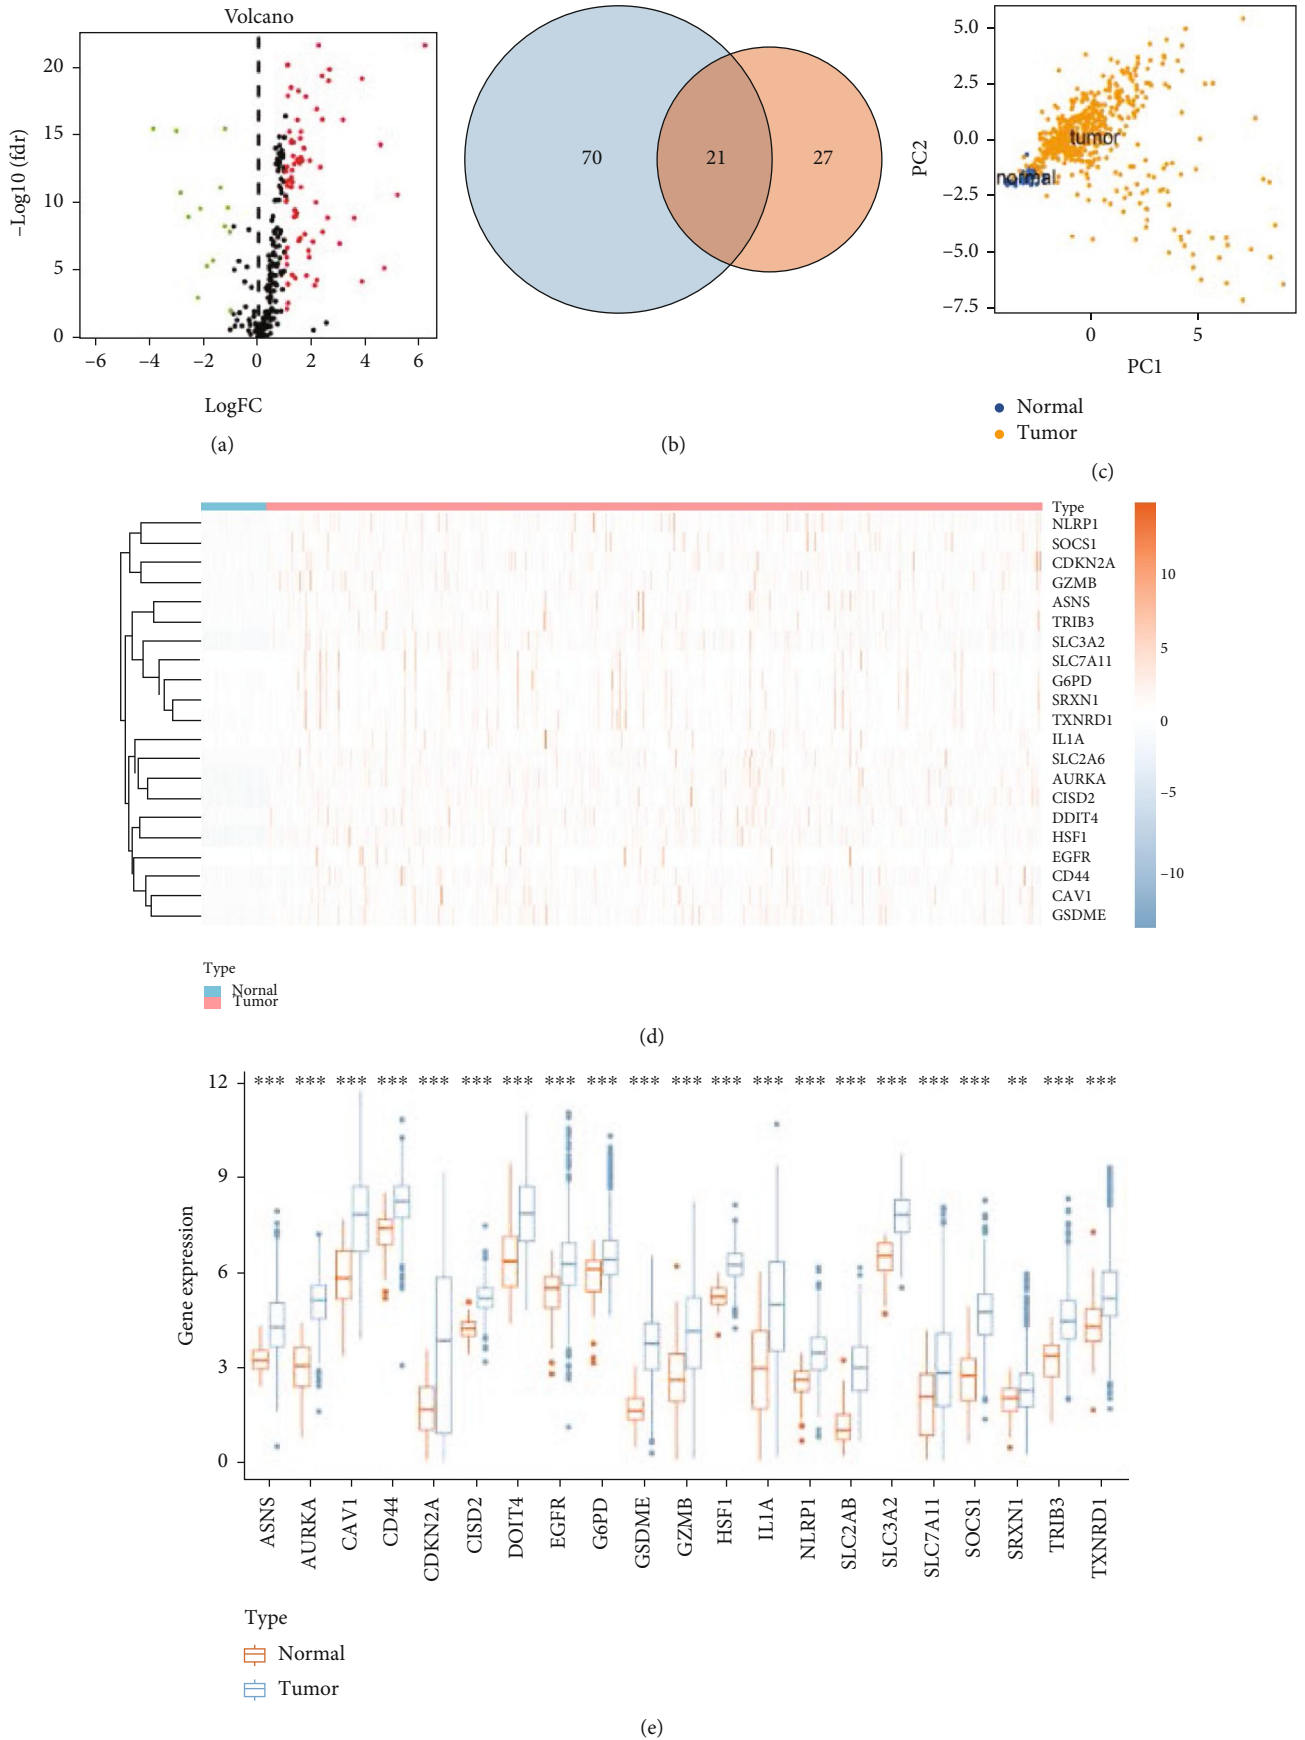 Volcano
−Log10 (fdr)
20
15
10
5
0
−6 −4 −2 0 2 4 6
LogFC
(a)
70 21 27
(b)
PC2
5.0
2.5
0.0
−2.5
−5.0
−7.5
tumor
normal
0 5
PC1
Normal
Tumor
(c)
Type
NLRP1
SOCS1
CDKN2A
GZMB
ASNS
TRIB3
SLC3A2
SLC7A11
G6PD
SRXN1
TXNRD1
IL1A
SLC2A6
AURKA
CISD2
DDIT4
HSF1
EGFR
CD44
CAV1
GSDME
10
5
0
−5
−10
Type
Nornal
Tumor
(d)
Gene expression
12
9
6
3
0
*** *** *** *** *** *** *** *** *** *** *** *** *** *** *** *** *** *** ** *** ***
ASNS
AURKA
CAV1
CD44
CDKN2A
CISD2
DOIT4
EGFR
G6PD
GSDME
GZMB
HSF1
IL1A
NLRP1
SLC2AB
SLC3A2
SLC7A11
SOCS1
SRXN1
TRIB3
TXNRD1
Type
Normal
Tumor
(e)